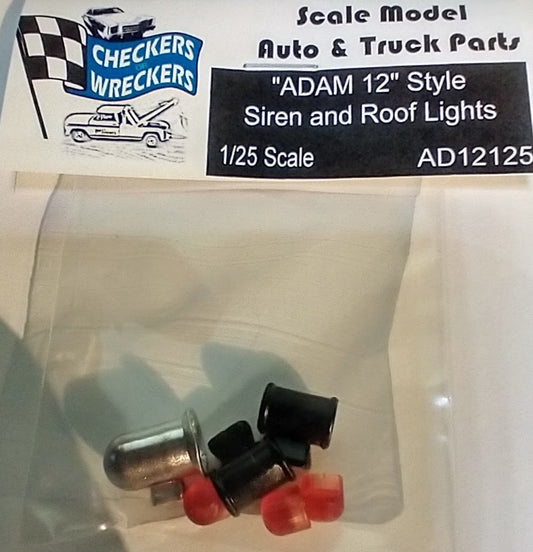 Scale Model
Auto & Truck Parts
CHECKERS
WRECKERS
"ADAM 12" Style
Siren and Roof Lights
1/25 Scale AD12125